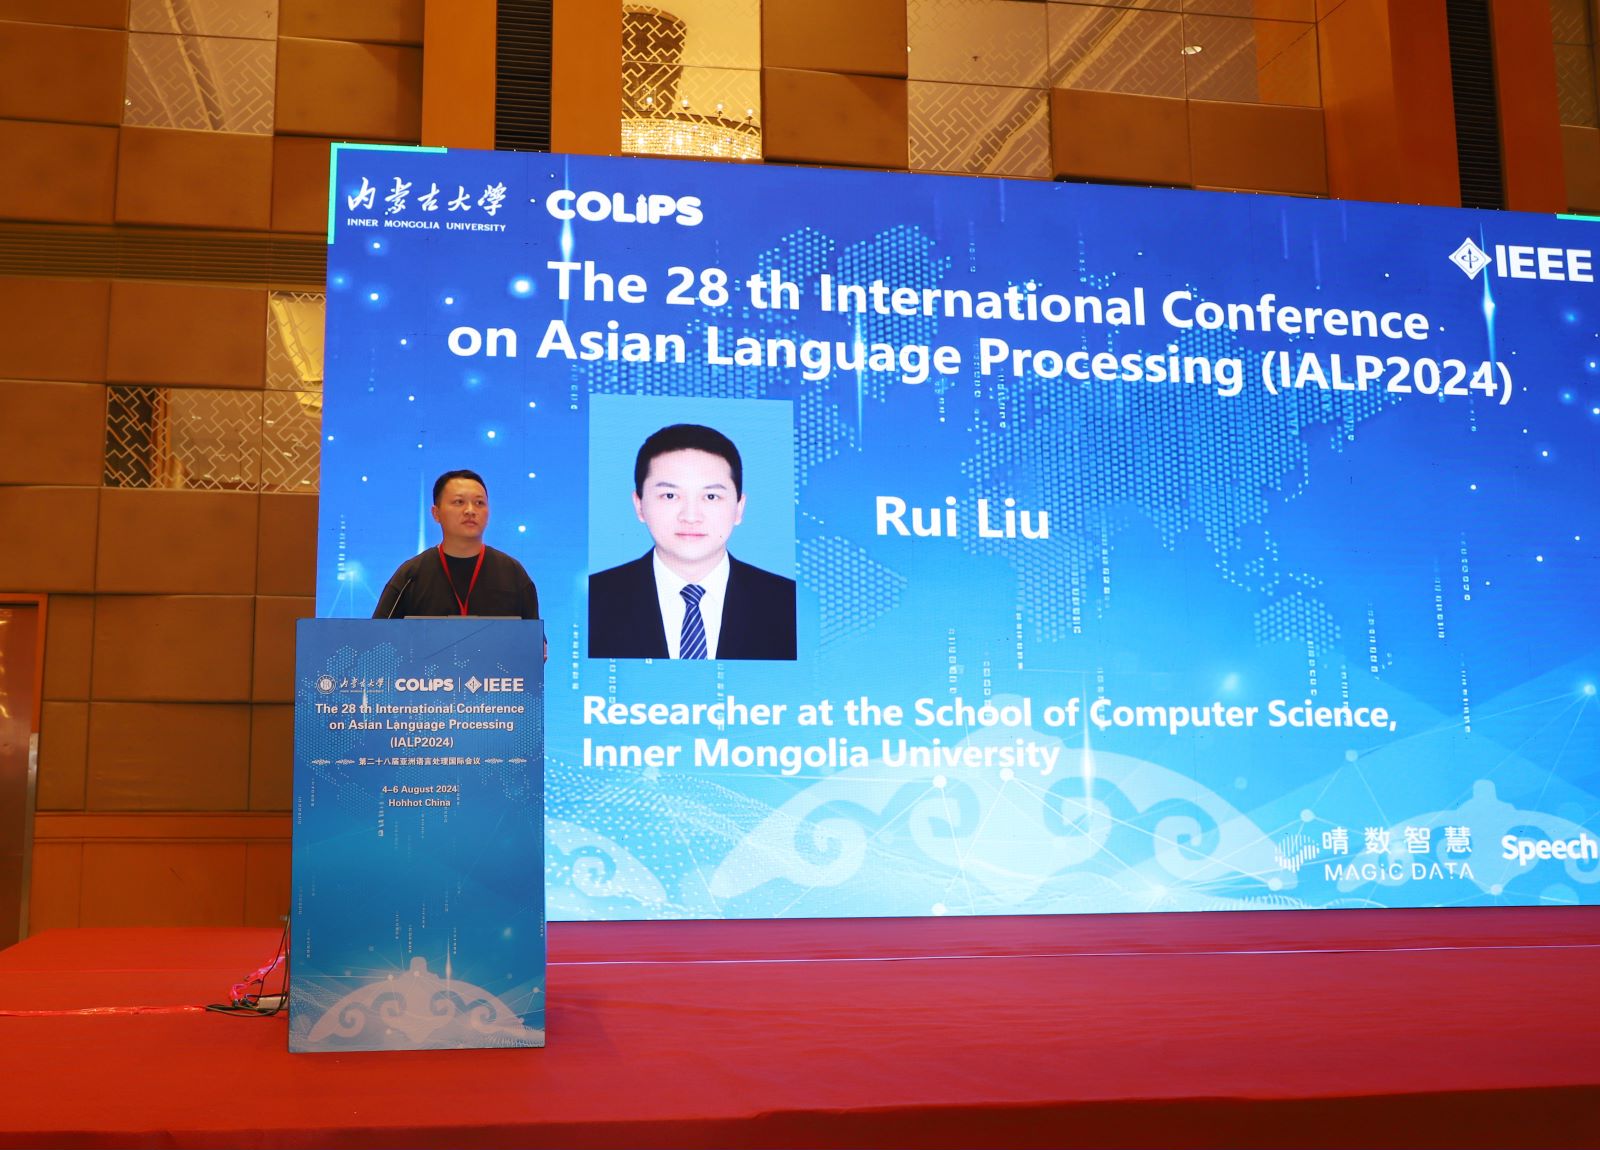 内蒙古大学
INNER MONGOLIA UNIVERSITY
COLIPS
IEEE
The 28 th International Conference
on Asian Language Processing (IALP2024)
Rui Liu
Researcher at the School of Computer Science,
Inner Mongolia University
晴数智慧
MAGIC DATA
Speech
内蒙古大学 COLIPS IEEE
The 28 th International Conference
on Asian Language Processing
(IALP2024)
第二十八届亚洲语言处理国际会议
4–6 August 2024
Hohhot China